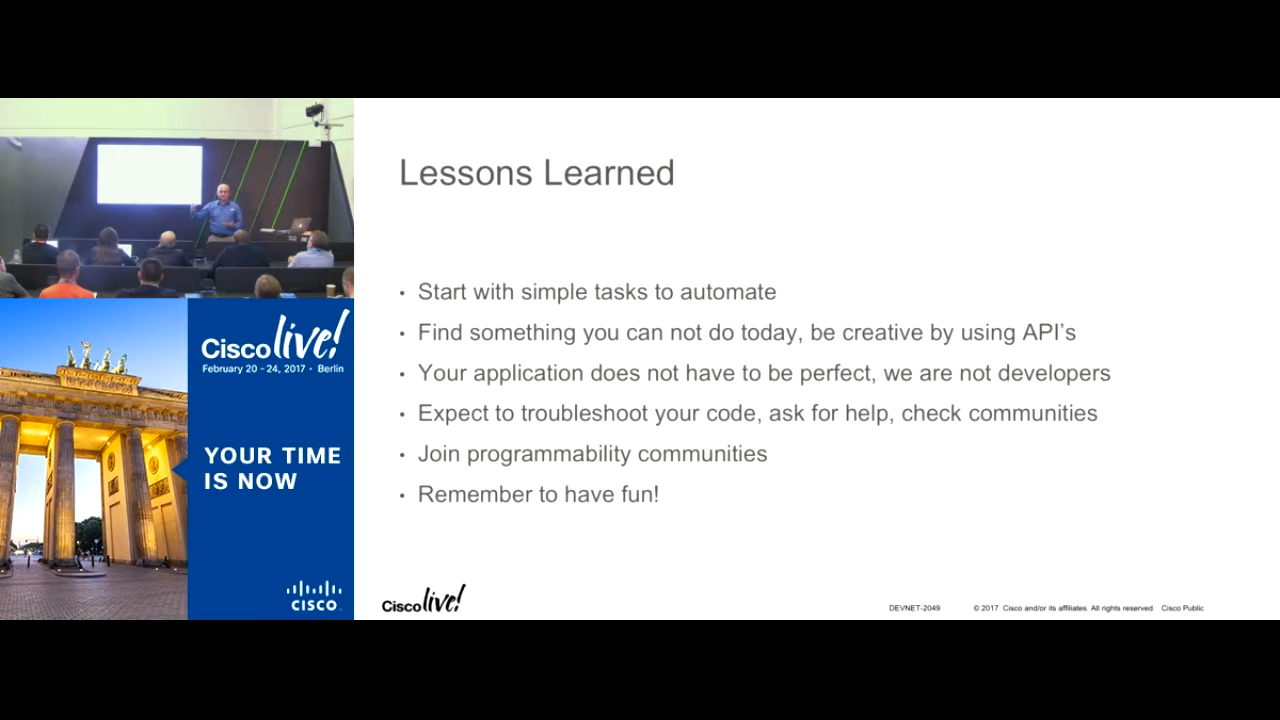 Cisco live!
February 20 - 24, 2017 • Berlin
YOUR TIME
IS NOW
CISCO
Lessons Learned
• Start with simple tasks to automate
• Find something you can not do today, be creative by using API's
• Your application does not have to be perfect, we are not developers
• Expect to troubleshoot your code, ask for help, check communities
• Join programmability communities
• Remember to have fun!
Cisco live!
DEVNET-2049 © 2017 Cisco and/or its affiliates. All rights reserved. Cisco Public